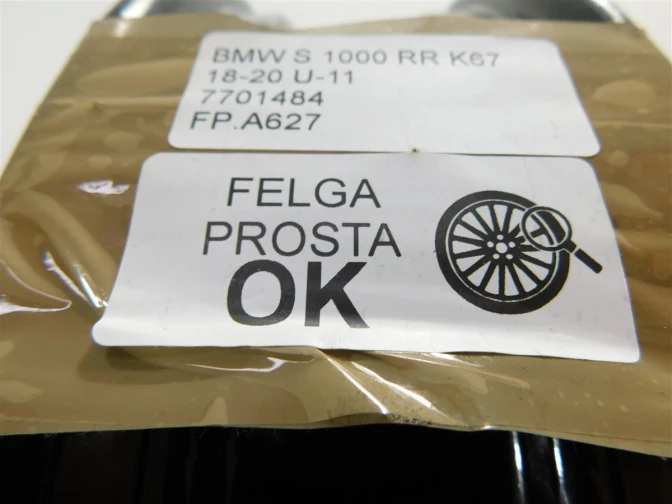 BMW S 1000 RR K67
18-20 U-11
7701484
FP.A627
FELGA
PROSTA
OK